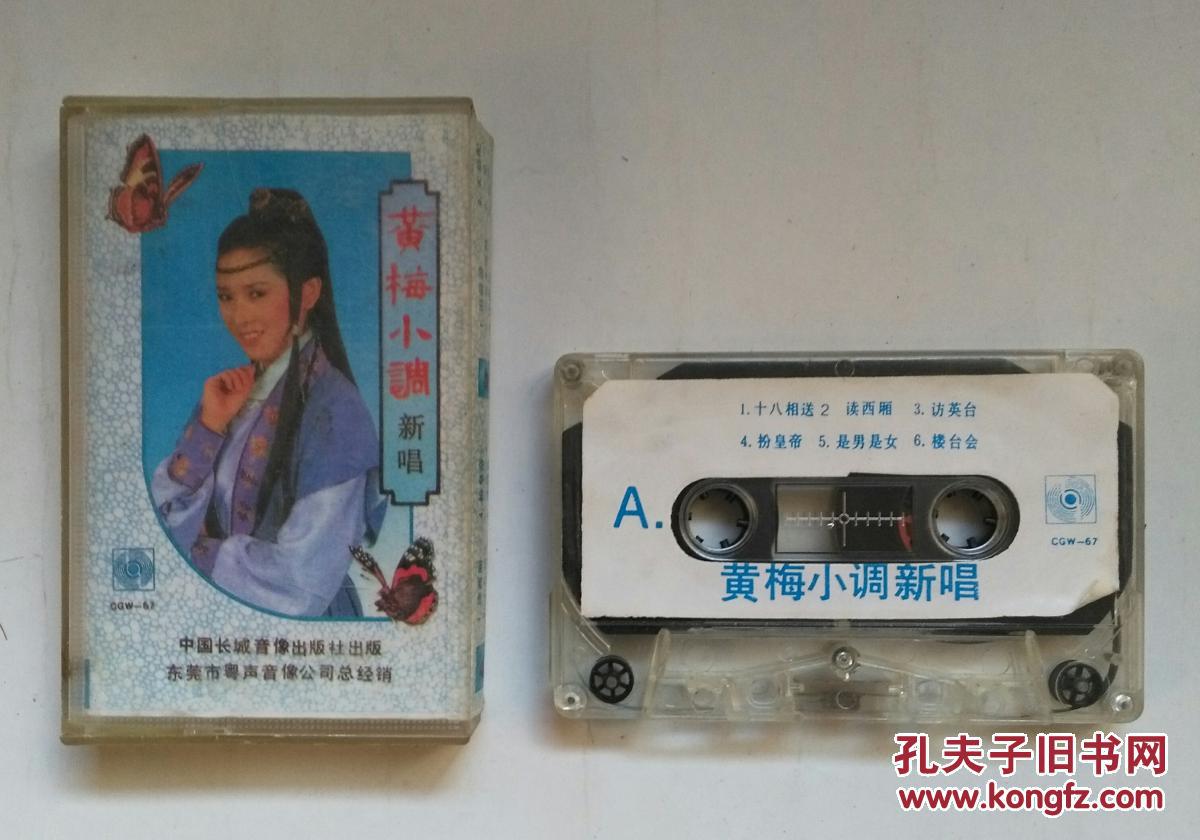 黄梅小調
新唱
CGW-67
中国长城音像出版社出版
东莞市粤声音像公司总经销
1.十八相送 2 读西厢 3.访英台
4.扮皇帝 5.是男是女 6.楼台会
A.
CGW-67
黄梅小调新唱
孔夫子旧书网
www.kongfz.com